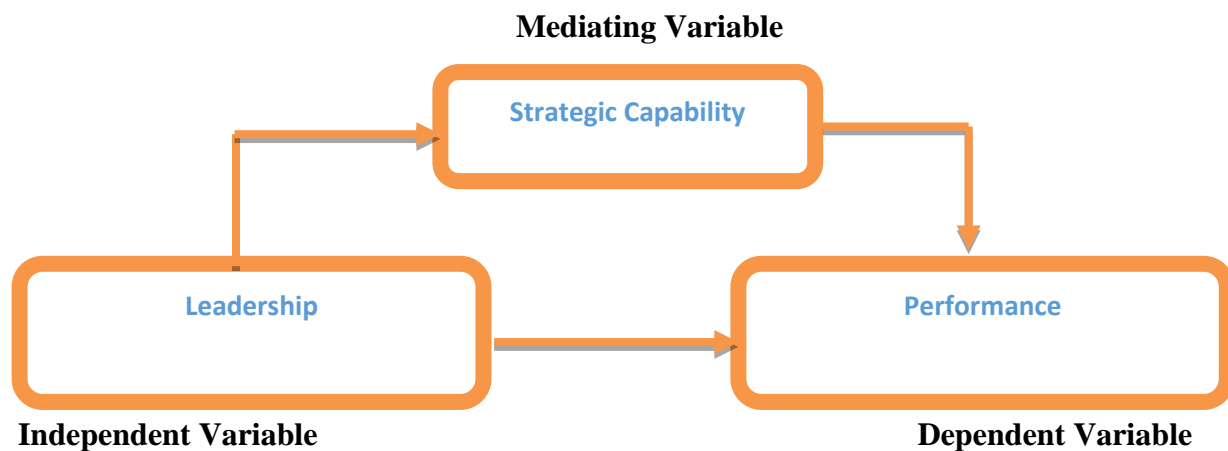 Mediating Variable
Strategic Capability
Leadership
Performance
Independent Variable
Dependent Variable